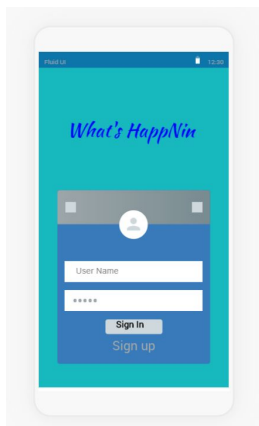 Fluid UI 12:30
What's HappNin
User Name
*****
Sign In
Sign up